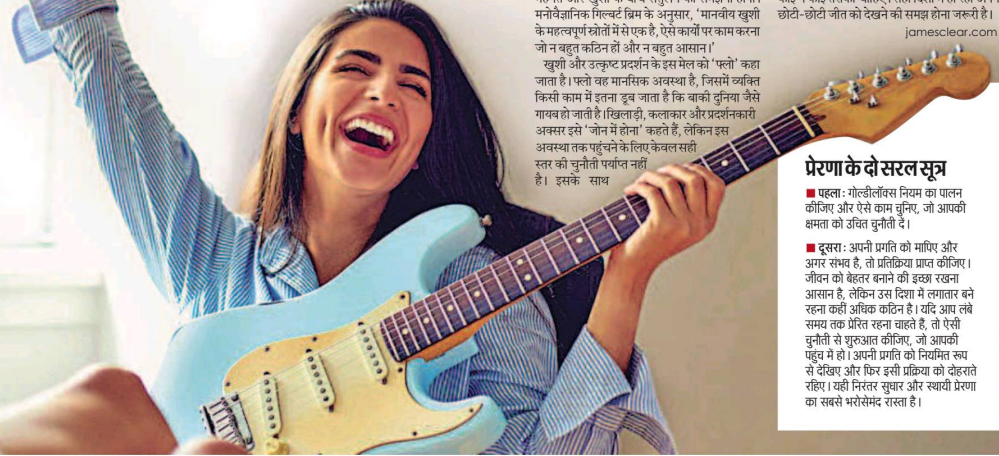 मनोवैज्ञानिक गिल्बर्ट ब्रिम के अनुसार, 'मानवीय खुशी
के महत्वपूर्ण स्रोतों में से एक है, ऐसे कार्यों पर काम करना
जो न बहुत कठिन हों और न बहुत आसान।'
खुशी और उत्कृष्ट प्रदर्शन के इस मेल को 'फ्लो' कहा
जाता है। फ्लो वह मानसिक अवस्था है, जिसमें व्यक्ति
किसी काम में इतना डूब जाता है कि बाकी दुनिया जैसे
गायब हो जाती है। खिलाड़ी, कलाकार और प्रदर्शनकारी
अक्सर इसे 'जोन में होना' कहते हैं, लेकिन इस
अवस्था तक पहुंचने के लिए केवल सही
स्तर की चुनौती पर्याप्त नहीं
है। इसके साथ
छोटी-छोटी जीत को देखने की समझ होना जरूरी है।
jamesclear.com
प्रेरणा के दो सरल सूत्र
■ पहला : गोल्डीलॉक्स नियम का पालन
कीजिए और ऐसे काम चुनिए, जो आपकी
क्षमता को उचित चुनौती दें।
■ दूसरा : अपनी प्रगति को मापिए और
अगर संभव है, तो प्रतिक्रिया प्राप्त कीजिए।
जीवन को बेहतर बनाने की इच्छा रखना
आसान है, लेकिन उस दिशा में लगातार बने
रहना कहीं अधिक कठिन है। यदि आप लंबे
समय तक प्रेरित रहना चाहते हैं, तो ऐसी
चुनौती से शुरुआत कीजिए, जो आपकी
पहुंच में हो। अपनी प्रगति को नियमित रूप
से देखिए और फिर इसी प्रक्रिया को दोहराते
रहिए। यही निरंतर सुधार और स्थायी प्रेरणा
का सबसे भरोसेमंद रास्ता है।